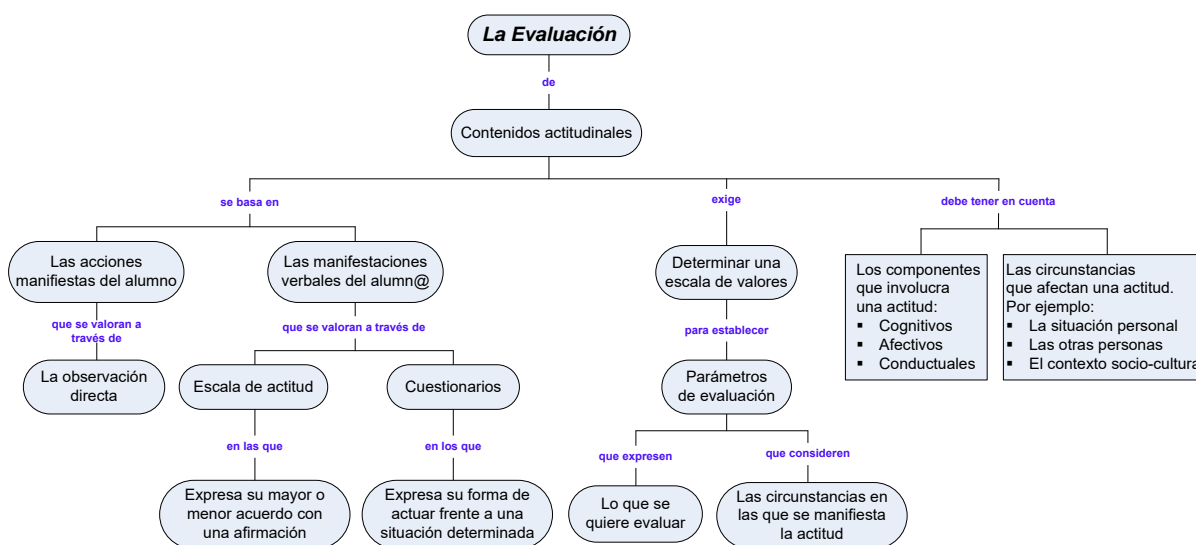 La Evaluación
de
Contenidos actitudinales
se basa en
exige
debe tener en cuenta
Las acciones
manifiestas del alumno
Las manifestaciones
verbales del alumn@
Determinar una
escala de valores
Los componentes
que involucra
una actitud:
▪ Cognitivos
▪ Afectivos
▪ Conductuales
Las circunstancias
que afectan una actitud.
Por ejemplo:
▪ La situación personal
▪ Las otras personas
▪ El contexto socio-cultura
que se valoran a
través de
que se valoran a través de
para establecer
La observación
directa
Escala de actitud
Cuestionarios
Parámetros
de evaluación
en las que
en los que
que expresen
que consideren
Expresa su mayor o
menor acuerdo con
una afirmación
Expresa su forma de
actuar frente a una
situación determinada
Lo que se
quiere evaluar
Las circunstancias en
las que se manifiesta
la actitud